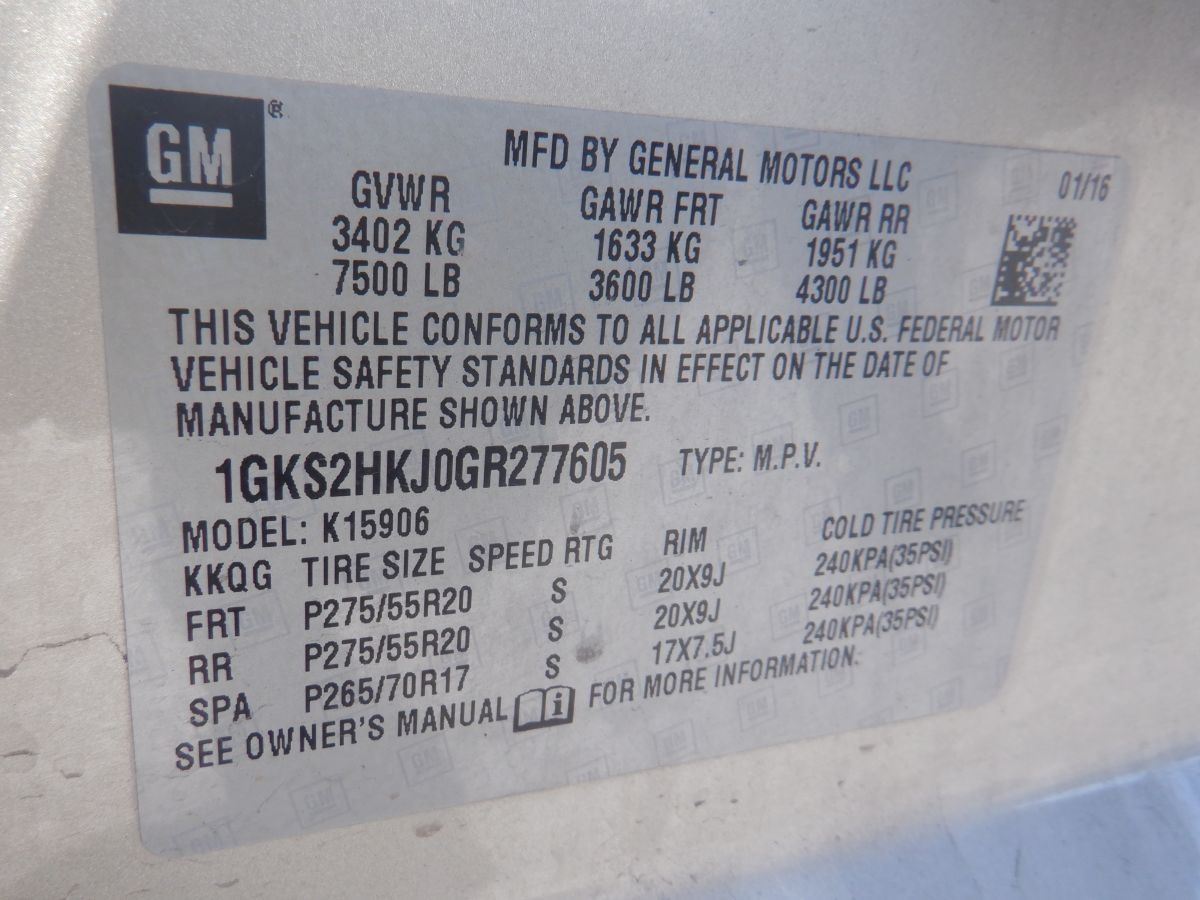 GM ®
MFD BY GENERAL MOTORS LLC
01/16
GVWR GAWR FRT GAWR RR
3402 KG 1633 KG 1951 KG
7500 LB 3600 LB 4300 LB
THIS VEHICLE CONFORMS TO ALL APPLICABLE U.S. FEDERAL MOTOR
VEHICLE SAFETY STANDARDS IN EFFECT ON THE DATE OF
MANUFACTURE SHOWN ABOVE.
1GKS2HKJ0GR277605 TYPE: M.P.V.
MODEL: K15906
KKQG TIRE SIZE SPEED RTG RIM COLD TIRE PRESSURE
FRT P275/55R20 S 20X9J 240KPA(35PSI)
RR P275/55R20 S 20X9J 240KPA(35PSI)
SPA P265/70R17 S 17X7.5J 240KPA(35PSI)
SEE OWNER'S MANUAL i FOR MORE INFORMATION.